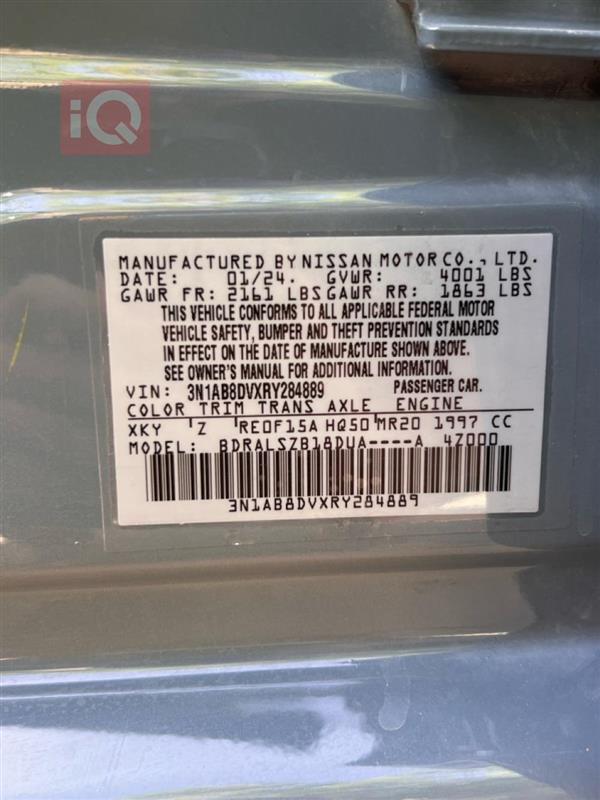 iQ
MANUFACTURED BY NISSAN MOTOR CO., LTD.
DATE: 01/24. GVWR: 4001 LBS
GAWR FR: 2161 LBS GAWR RR: 1863 LBS
THIS VEHICLE CONFORMS TO ALL APPLICABLE FEDERAL MOTOR
VEHICLE SAFETY, BUMPER AND THEFT PREVENTION STANDARDS
IN EFFECT ON THE DATE OF MANUFACTURE SHOWN ABOVE.
SEE OWNER'S MANUAL FOR ADDITIONAL INFORMATION.
VIN: 3N1AB8DVXRY284889 PASSENGER CAR.
COLOR TRIM TRANS AXLE ENGINE
XKY Z RE0F15A HQ50 MR20 1997 CC
MODEL: BDRALSZB18DUA----A 4Z000
3N1AB8DVXRY284889